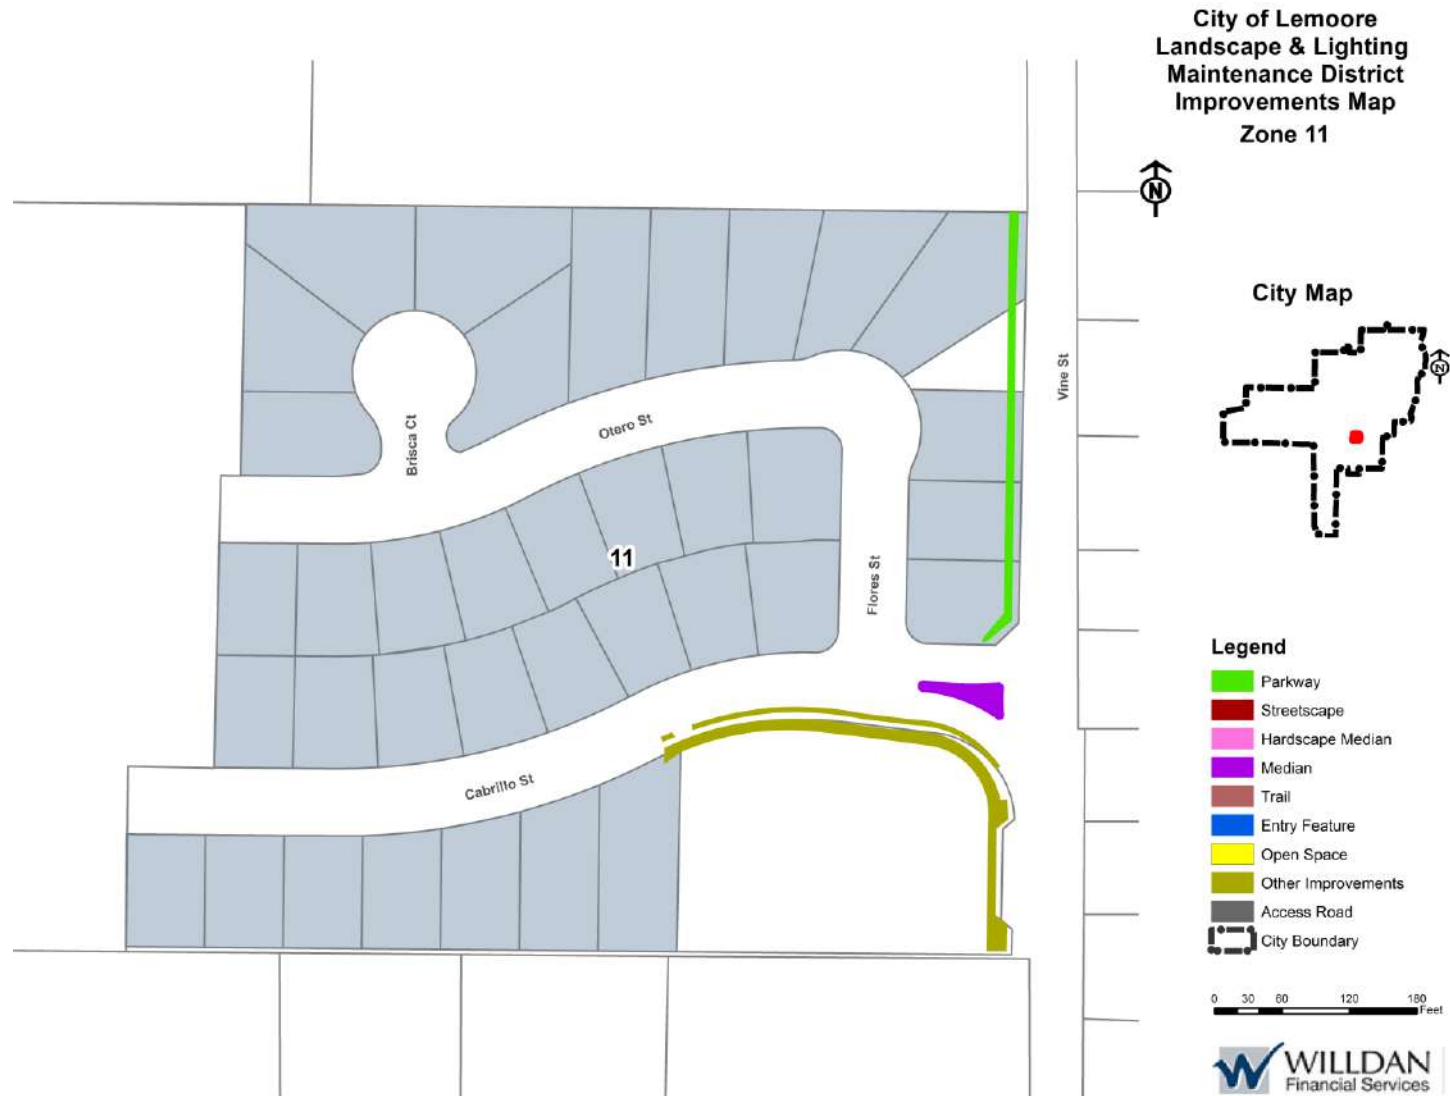 City of Lemoore
Landscape & Lighting
Maintenance District
Improvements Map
Zone 11
N
City Map
N
Vine St
Otero St
Brisca Ct
11
Flores St
Cabrillo St
Legend
Parkway
Streetscape
Hardscape Median
Median
Trail
Entry Feature
Open Space
Other Improvements
Access Road
City Boundary
0 30 60 120 180
Feet
WILLDAN
Financial Services